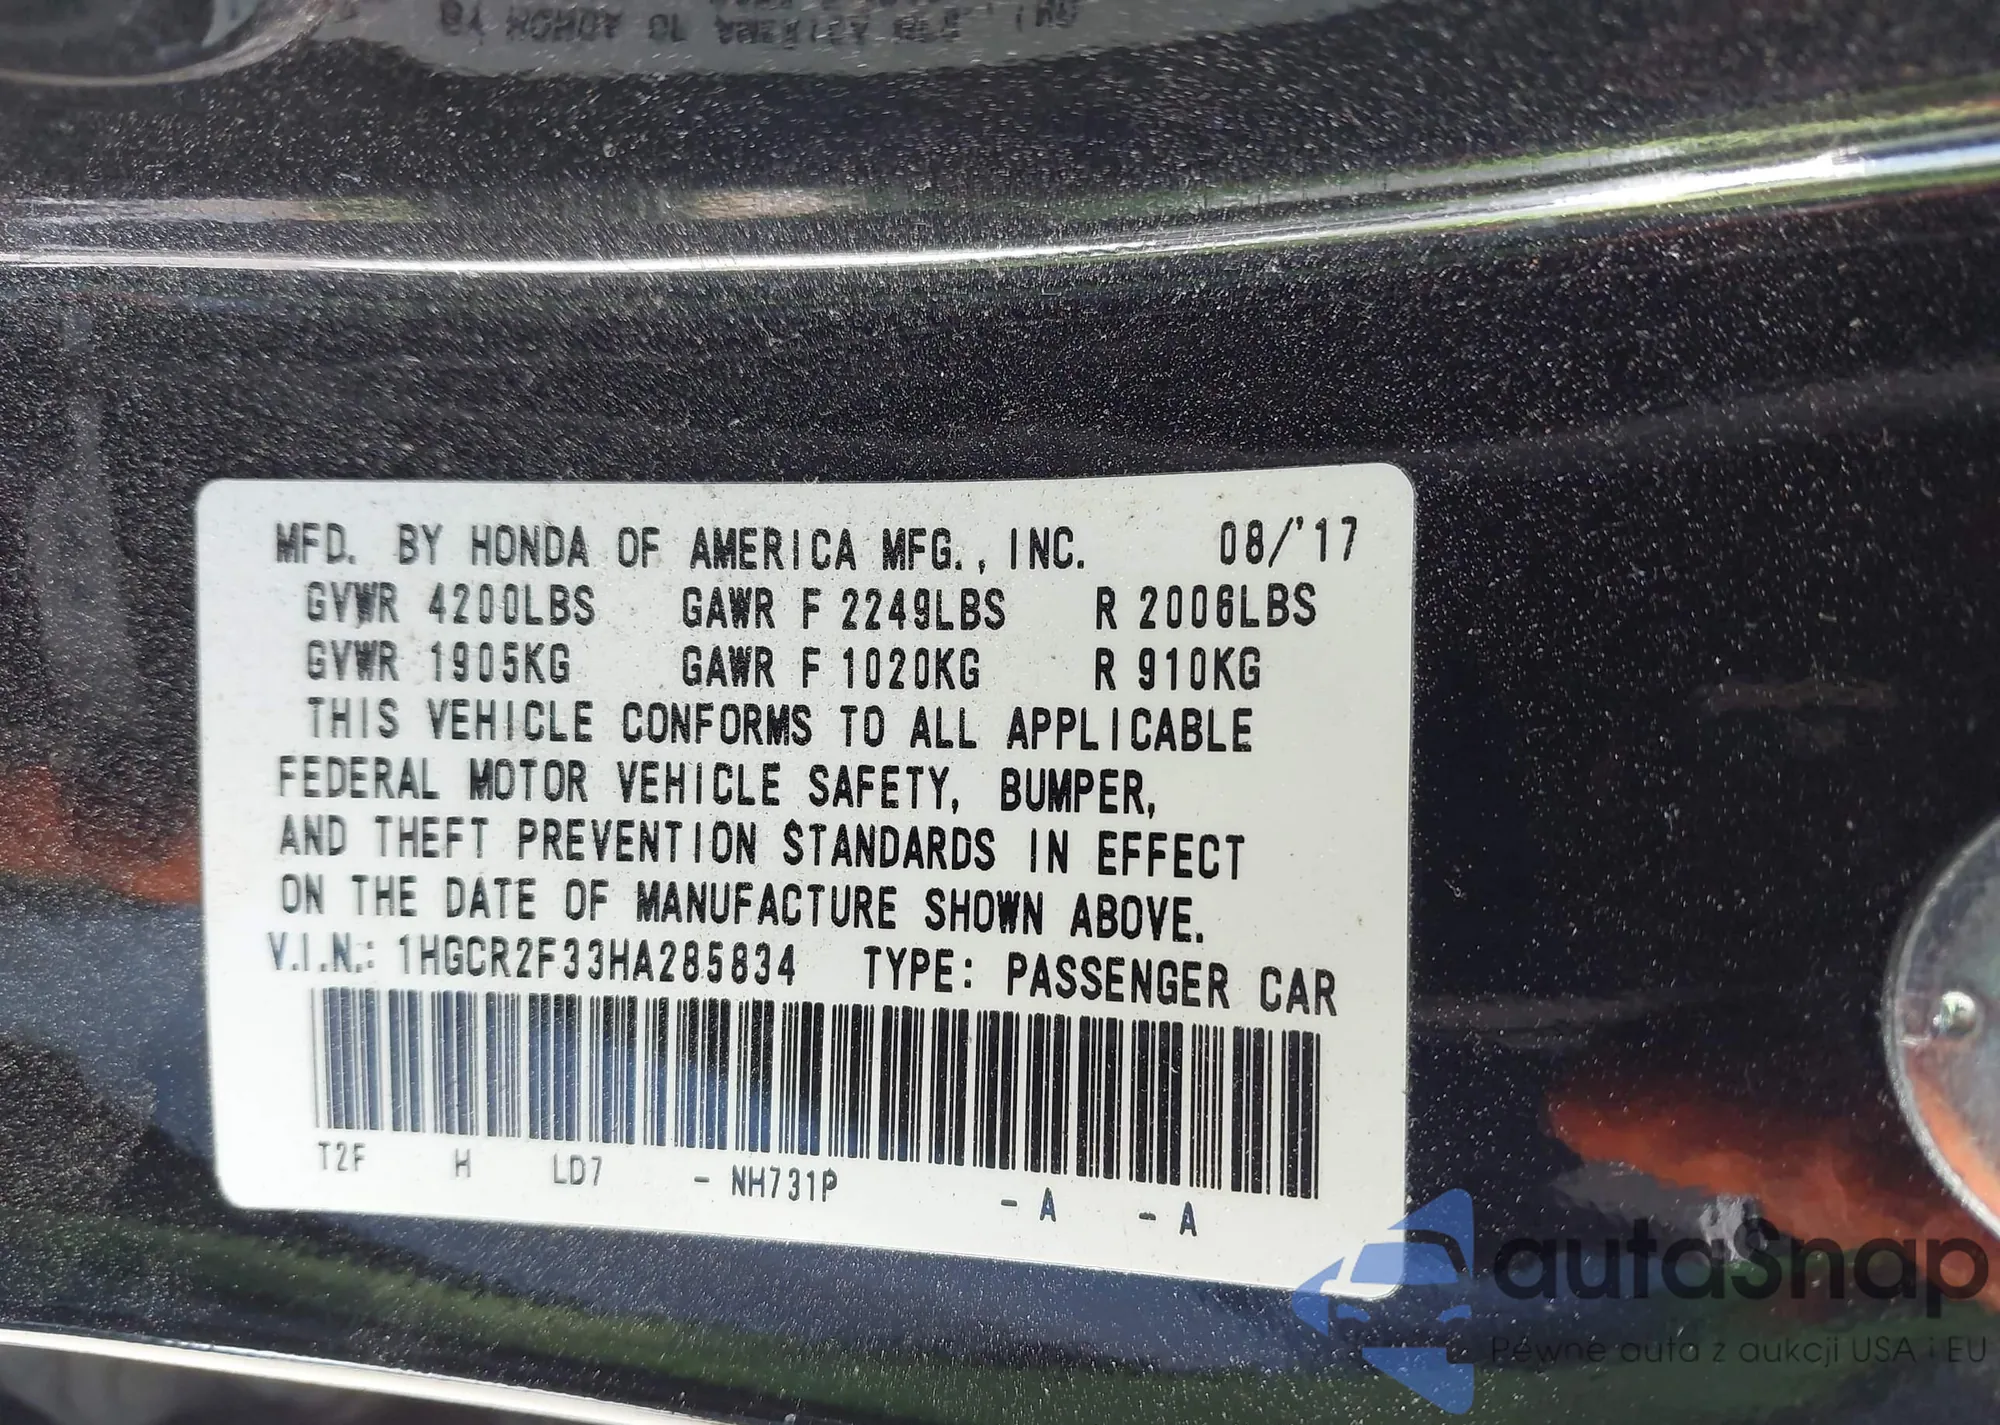 MFD. BY HONDA OF AMERICA MFG., INC. 08/'17
GVWR 4200LBS GAWR F 2249LBS R 2006LBS
GVWR 1905KG GAWR F 1020KG R 910KG
THIS VEHICLE CONFORMS TO ALL APPLICABLE
FEDERAL MOTOR VEHICLE SAFETY, BUMPER,
AND THEFT PREVENTION STANDARDS IN EFFECT
ON THE DATE OF MANUFACTURE SHOWN ABOVE.
V.I.N.: 1HGCR2F33HA285834 TYPE: PASSENGER CAR
T2F H LD7 - NH731P - A - A
autaSnap
Pewne auta z aukcji USA i EU